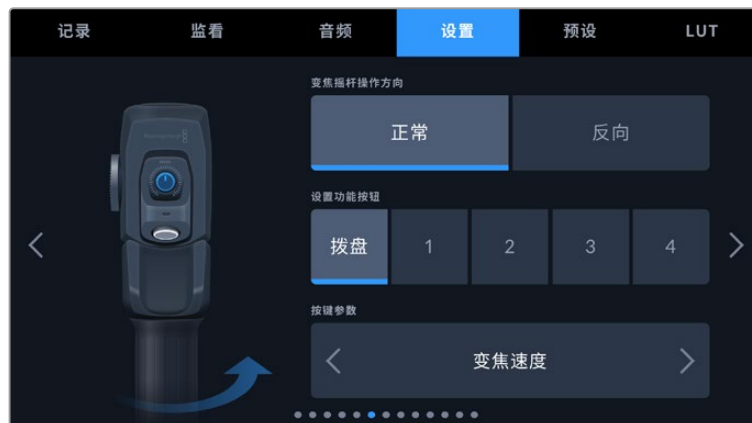 记录 监看 音频 设置 预设 LUT
变焦摇杆操作方向
正常 反向
设置功能按钮
拨盘 1 2 3 4
按键参数
变焦速度